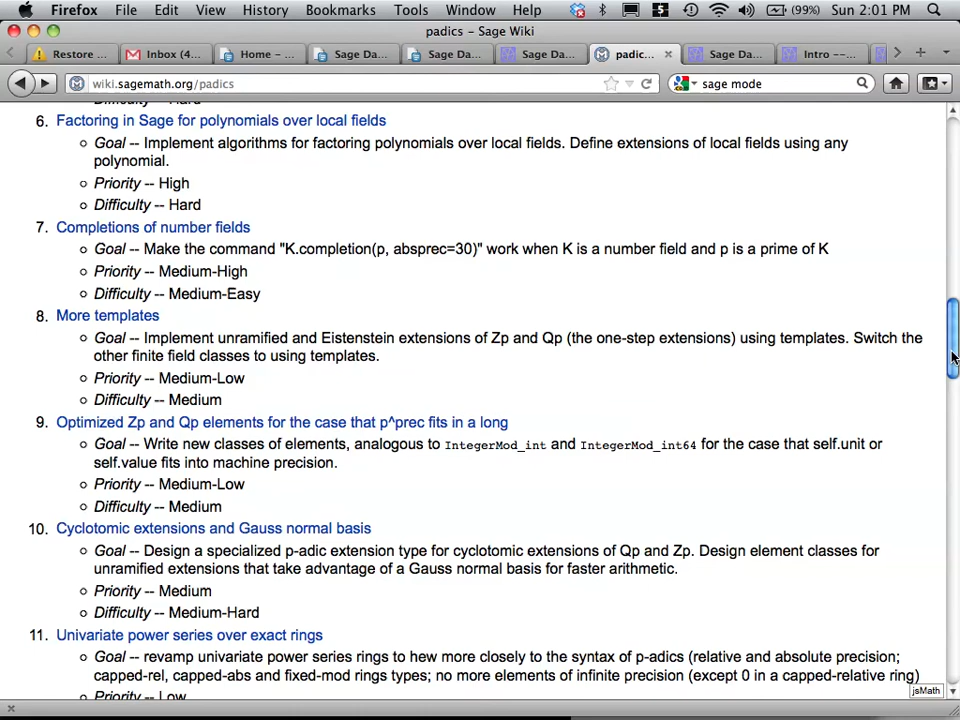 Firefox File Edit View History Bookmarks Tools Window Help (99%) Sun 2:01 PM
padics – Sage Wiki
Restore ... Inbox (4... Home – ... Sage Da... Sage Da... Sage Da... padic... Sage Da... Intro --...
wiki.sagemath.org/padics sage mode
Difficulty -- Hard
6. Factoring in Sage for polynomials over local fields
Goal -- Implement algorithms for factoring polynomials over local fields. Define extensions of local fields using any
polynomial.
Priority -- High
Difficulty -- Hard
7. Completions of number fields
Goal -- Make the command "K.completion(p, absprec=30)" work when K is a number field and p is a prime of K
Priority -- Medium-High
Difficulty -- Medium-Easy
8. More templates
Goal -- Implement unramified and Eistenstein extensions of Zp and Qp (the one-step extensions) using templates. Switch the
other finite field classes to using templates.
Priority -- Medium-Low
Difficulty -- Medium
9. Optimized Zp and Qp elements for the case that p^prec fits in a long
Goal -- Write new classes of elements, analogous to IntegerMod_int and IntegerMod_int64 for the case that self.unit or
self.value fits into machine precision.
Priority -- Medium-Low
Difficulty -- Medium
10. Cyclotomic extensions and Gauss normal basis
Goal -- Design a specialized p-adic extension type for cyclotomic extensions of Qp and Zp. Design element classes for
unramified extensions that take advantage of a Gauss normal basis for faster arithmetic.
Priority -- Medium
Difficulty -- Medium-Hard
11. Univariate power series over exact rings
Goal -- revamp univariate power series rings to hew more closely to the syntax of p-adics (relative and absolute precision;
capped-rel, capped-abs and fixed-mod rings types; no more elements of infinite precision (except 0 in a capped-relative ring)
Priority -- Low
jsMath